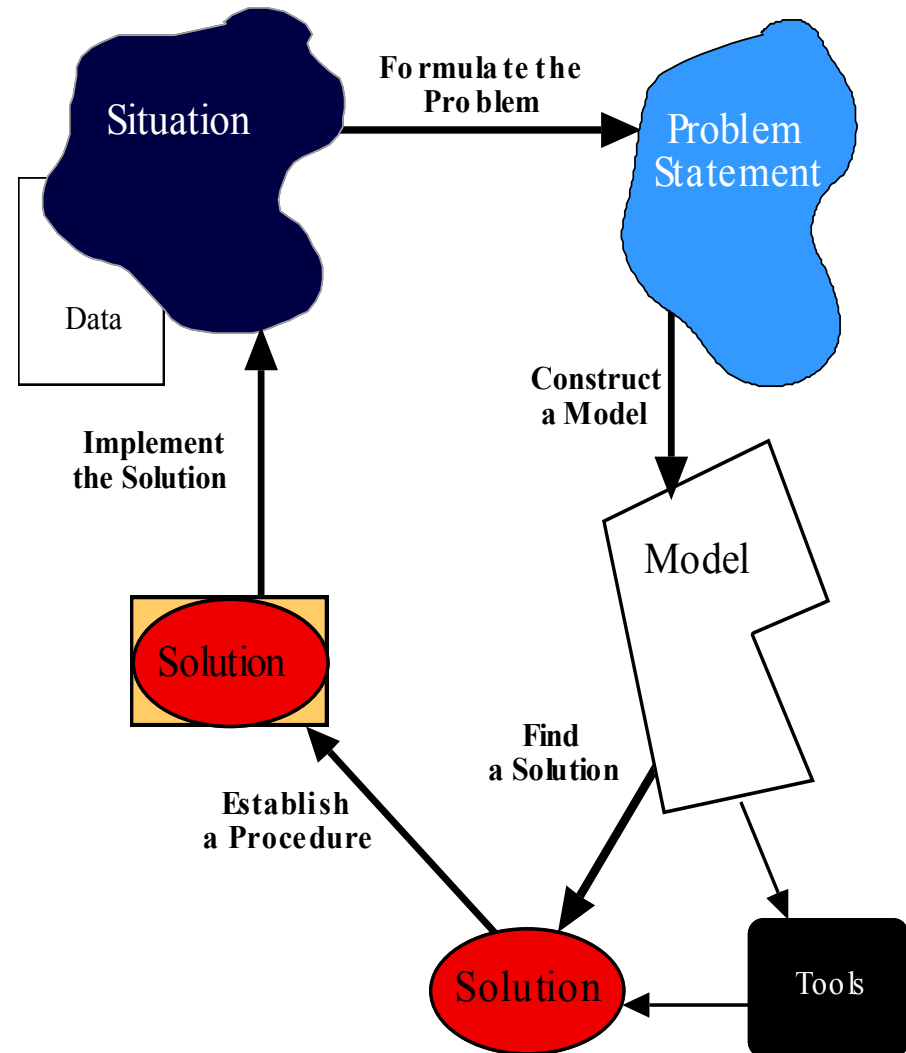 Formulate the
Problem
Situation
Problem
Statement
Data
Construct
a Model
Implement
the Solution
Model
Solution
Find
a Solution
Establish
a Procedure
Solution
Tools